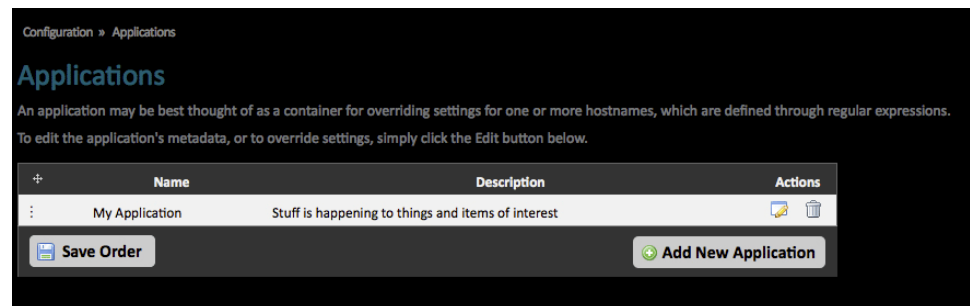 Configuration » Applications
Applications
An application may be best thought of as a container for overriding settings for one or more hostnames, which are defined through regular expressions.
To edit the application's metadata, or to override settings, simply click the Edit button below.
Name Description Actions
My Application Stuff is happening to things and items of interest
Save Order Add New Application